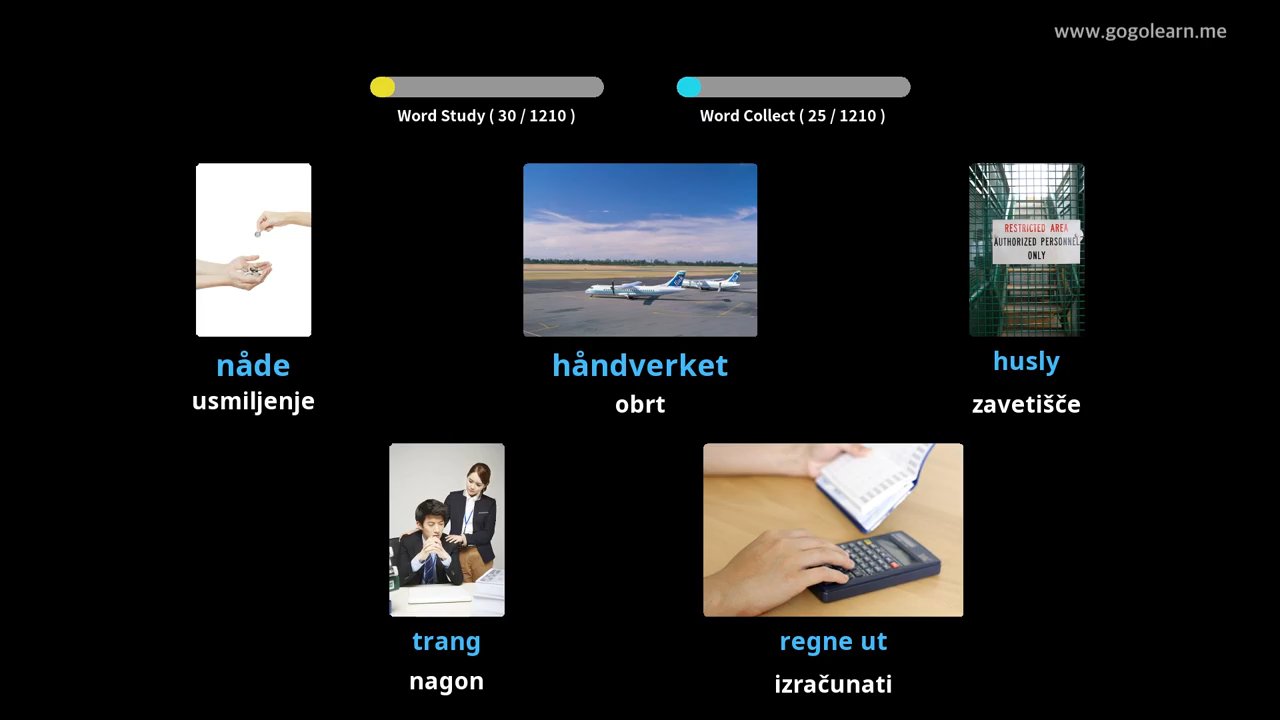 www.gogolearn.me
Word Study ( 30 / 1210 )
Word Collect ( 25 / 1210 )
RESTRICTED AREA
AUTHORIZED PERSONNEL
ONLY
nåde
usmiljenje
håndverket
obrt
husly
zavetišče
trang
nagon
regne ut
izračunati